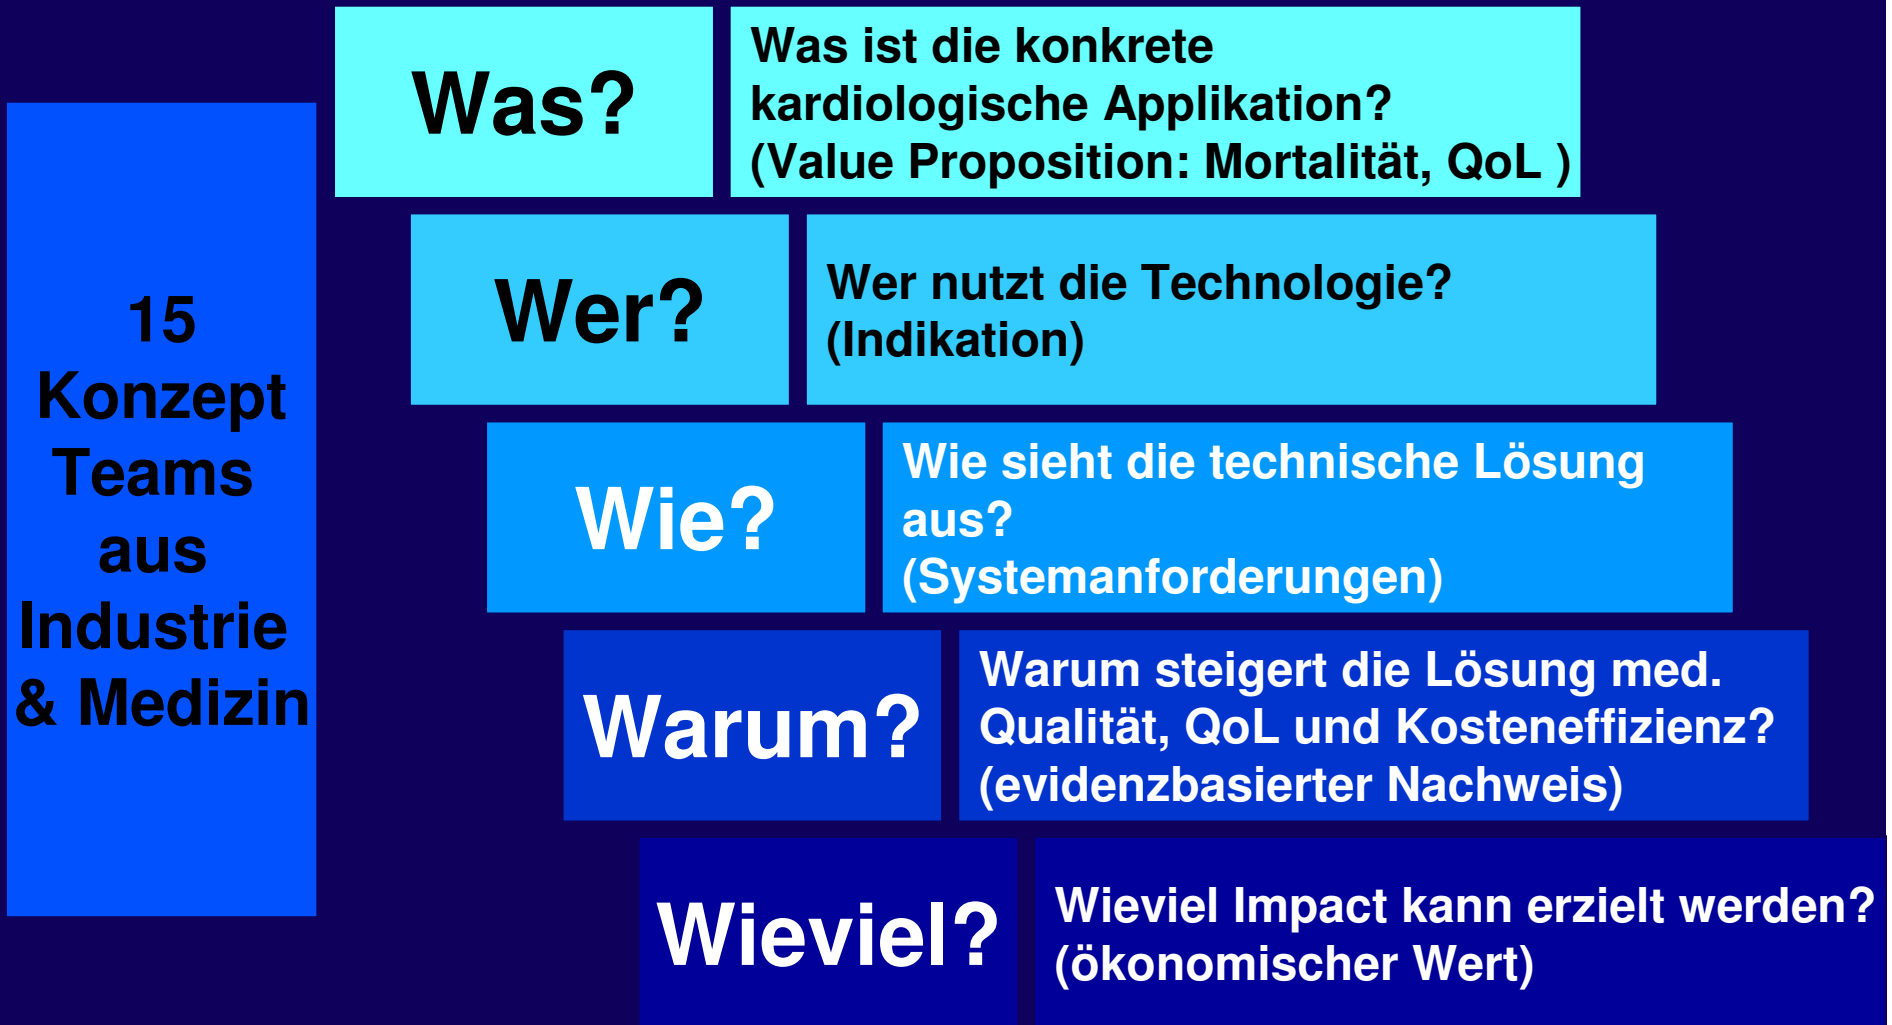 15
Konzept
Teams
aus
Industrie
& Medizin
Was?
Was ist die konkrete
kardiologische Applikation?
(Value Proposition: Mortalität, QoL )
Wer?
Wer nutzt die Technologie?
(Indikation)
Wie?
Wie sieht die technische Lösung
aus?
(Systemanforderungen)
Warum?
Warum steigert die Lösung med.
Qualität, QoL und Kosteneffizienz?
(evidenzbasierter Nachweis)
Wieviel?
Wieviel Impact kann erzielt werden?
(ökonomischer Wert)